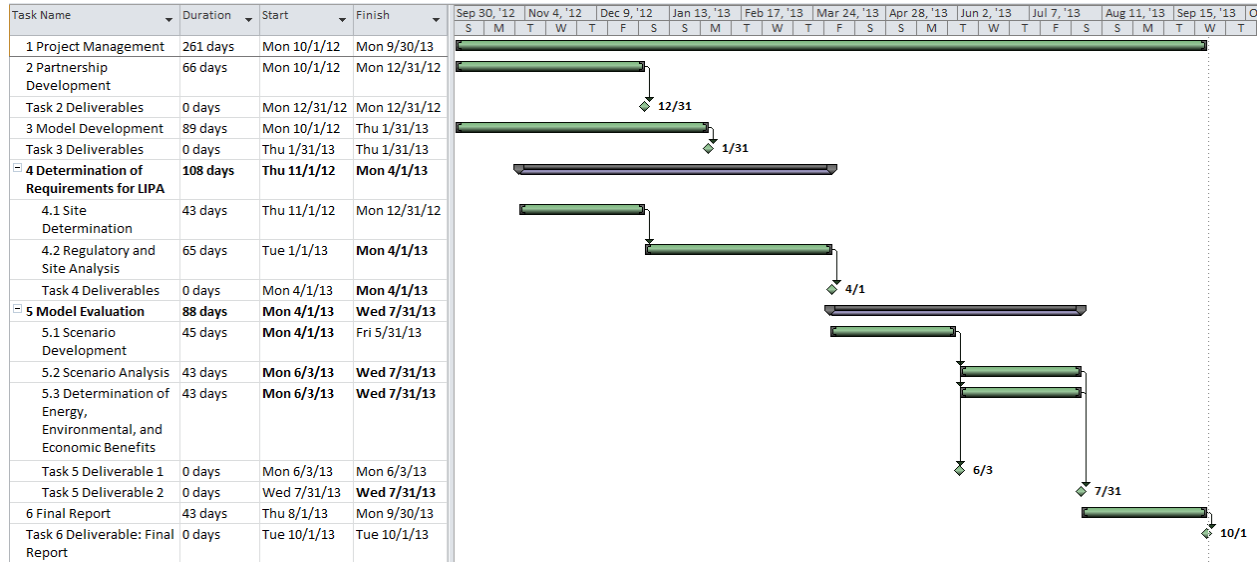 Task Name Duration Start Finish Sep 30, '12 Nov 4, '12 Dec 9, '12 Jan 13, '13 Feb 17, '13 Mar 24, '13 Apr 28, '13 Jun 2, '13 Jul 7, '13 Aug 11, '13 Sep 15, '13 O
S M T W T F S S M T W T F S S M T W T F S W T
1 Project Management 261 days Mon 10/1/12 Mon 9/30/13
2 Partnership 66 days Mon 10/1/12 Mon 12/31/12
Development
Task 2 Deliverables 0 days Mon 12/31/12 Mon 12/31/12 12/31
3 Model Development 89 days Mon 10/1/12 Thu 1/31/13
Task 3 Deliverables 0 days Thu 1/31/13 Thu 1/31/13 1/31
4 Determination of 108 days Thu 11/1/12 Mon 4/1/13
Requirements for LIPA
4.1 Site 43 days Thu 11/1/12 Mon 12/31/12
Determination
4.2 Regulatory and 65 days Tue 1/1/13 Mon 4/1/13
Site Analysis
Task 4 Deliverables 0 days Mon 4/1/13 Mon 4/1/13 4/1
5 Model Evaluation 88 days Mon 4/1/13 Wed 7/31/13
5.1 Scenario 45 days Mon 4/1/13 Fri 5/31/13
Development
5.2 Scenario Analysis 43 days Mon 6/3/13 Wed 7/31/13
5.3 Determination of 43 days Mon 6/3/13 Wed 7/31/13
Energy,
Environmental, and
Economic Benefits
Task 5 Deliverable 1 0 days Mon 6/3/13 Mon 6/3/13 6/3
Task 5 Deliverable 2 0 days Wed 7/31/13 Wed 7/31/13 7/31
6 Final Report 43 days Thu 8/1/13 Mon 9/30/13
Task 6 Deliverable: Final 0 days Tue 10/1/13 Tue 10/1/13 10/1
Report